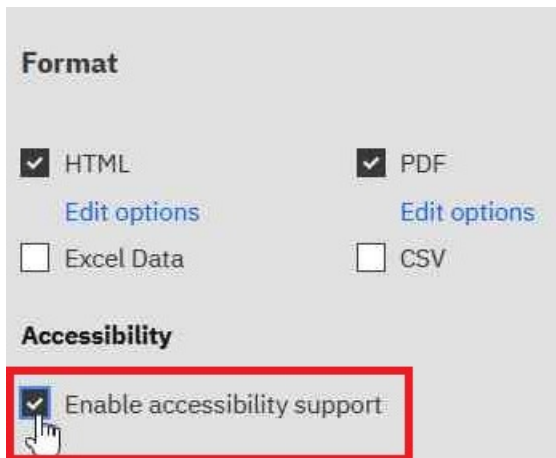 Format
HTML PDF
Edit options Edit options
Excel Data CSV
Accessibility
Enable accessibility support